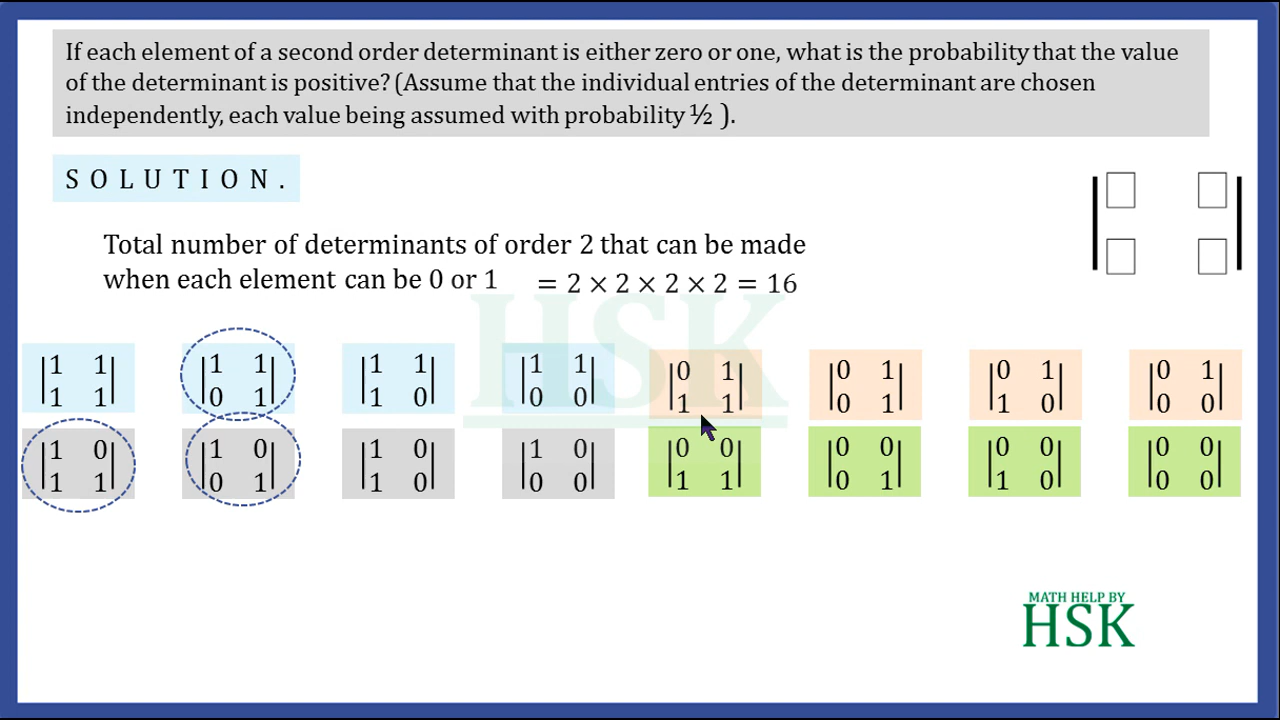 If each element of a second order determinant is either zero or one, what is the probability that the value
of the determinant is positive? (Assume that the individual entries of the determinant are chosen
independently, each value being assumed with probability ½ ).
SOLUTION.
Total number of determinants of order 2 that can be made
when each element can be 0 or 1 = 2 × 2 × 2 × 2 = 16
HSK
|1 1| |1 1| |1 1| |1 1| |0 1| |0 1| |0 1| |0 1|
|1 1| |0 1| |1 0| |0 0| |1 1| |0 1| |1 0| |0 0|
|1 0| |1 0| |1 0| |1 0| |0 0| |0 0| |0 0| |0 0|
|1 1| |0 1| |1 0| |0 0| |1 1| |0 1| |1 0| |0 0|
MATH HELP BY
HSK